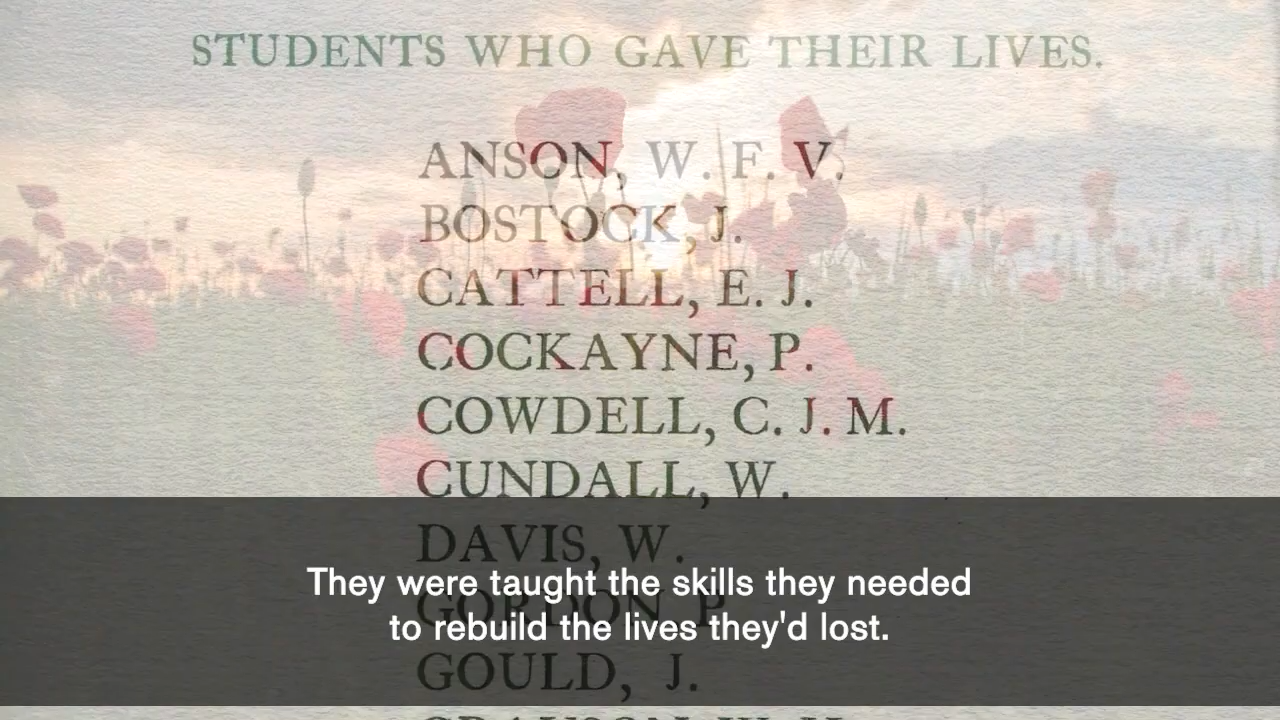 STUDENTS WHO GAVE THEIR LIVES.
ANSON, W. F. V.
BOSTOCK, J.
CATTELL, E. J.
COCKAYNE, P.
COWDELL, C. J. M.
CUNDALL, W.
DAVIS, W.
They were taught the skills they needed
GORDON, P.
to rebuild the lives they'd lost.
GOULD, J.